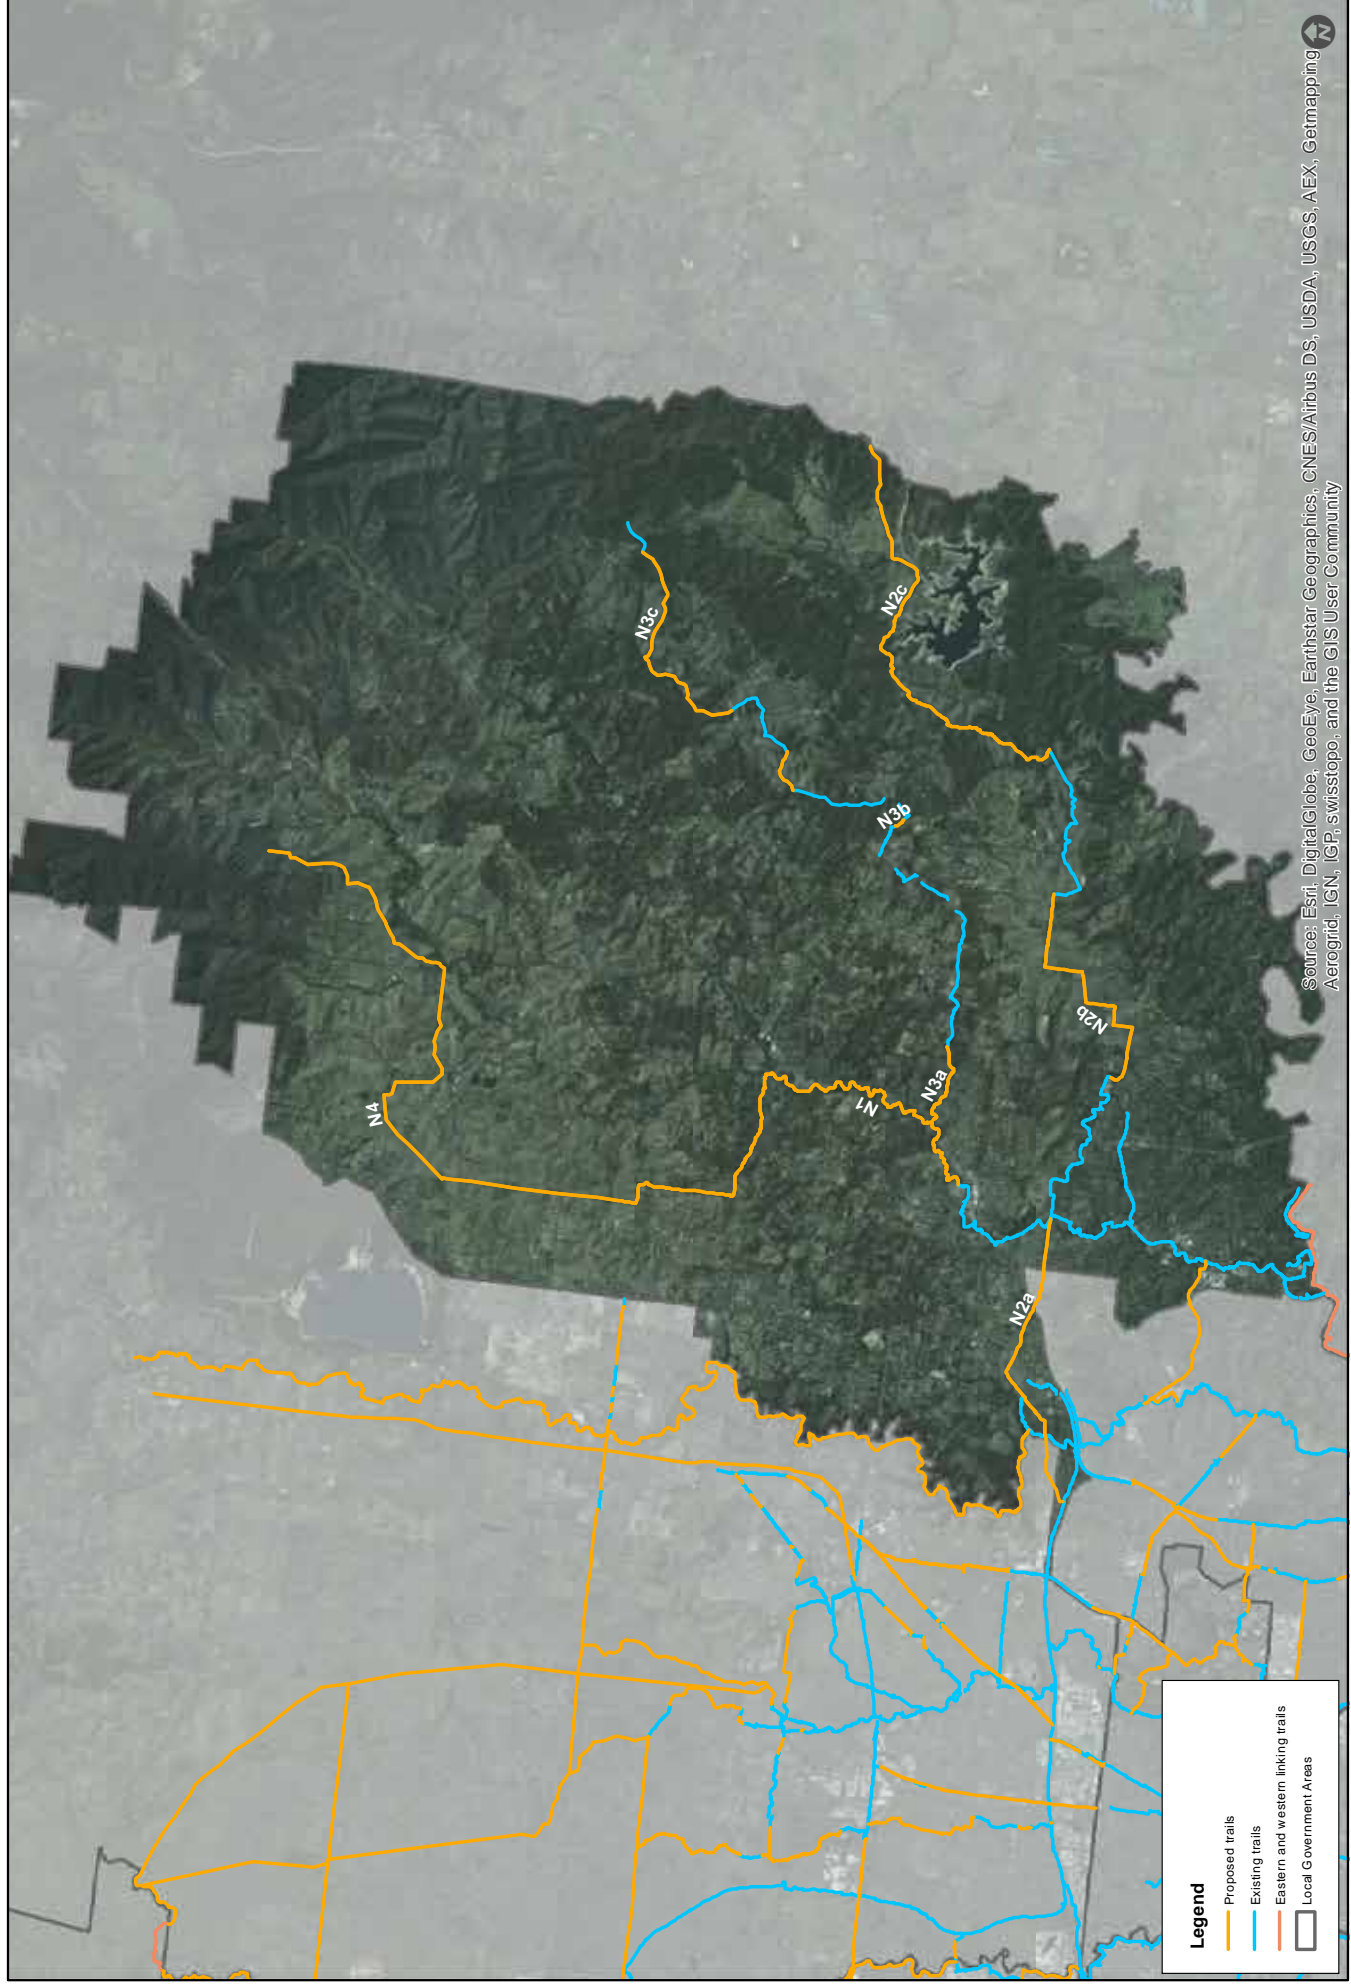 N4
N3c
N2c
N3b
N3a
N1
N2b
N2a
Legend
Proposed trails
Existing trails
Eastern and western linking trails
Local Government Areas
Source: Esri, DigitalGlobe, GeoEye, Earthstar Geographics, CNES/Airbus DS, USDA, USGS, AEX, Getmapping,
Aerogrid, IGN, IGP, swisstopo, and the GIS User Community
N